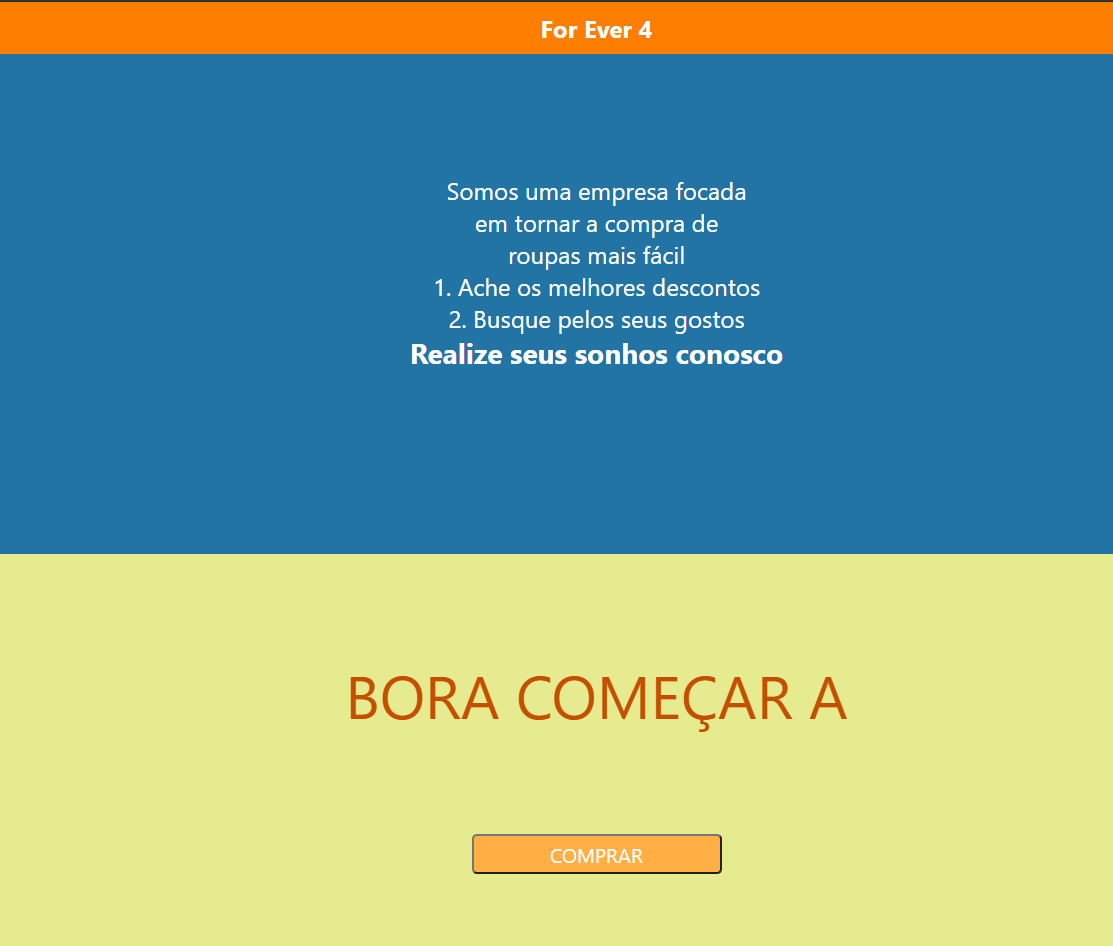 For Ever 4
Somos uma empresa focada
em tornar a compra de
roupas mais fácil
1. Ache os melhores descontos
2. Busque pelos seus gostos
Realize seus sonhos conosco
BORA COMEÇAR A
COMPRAR